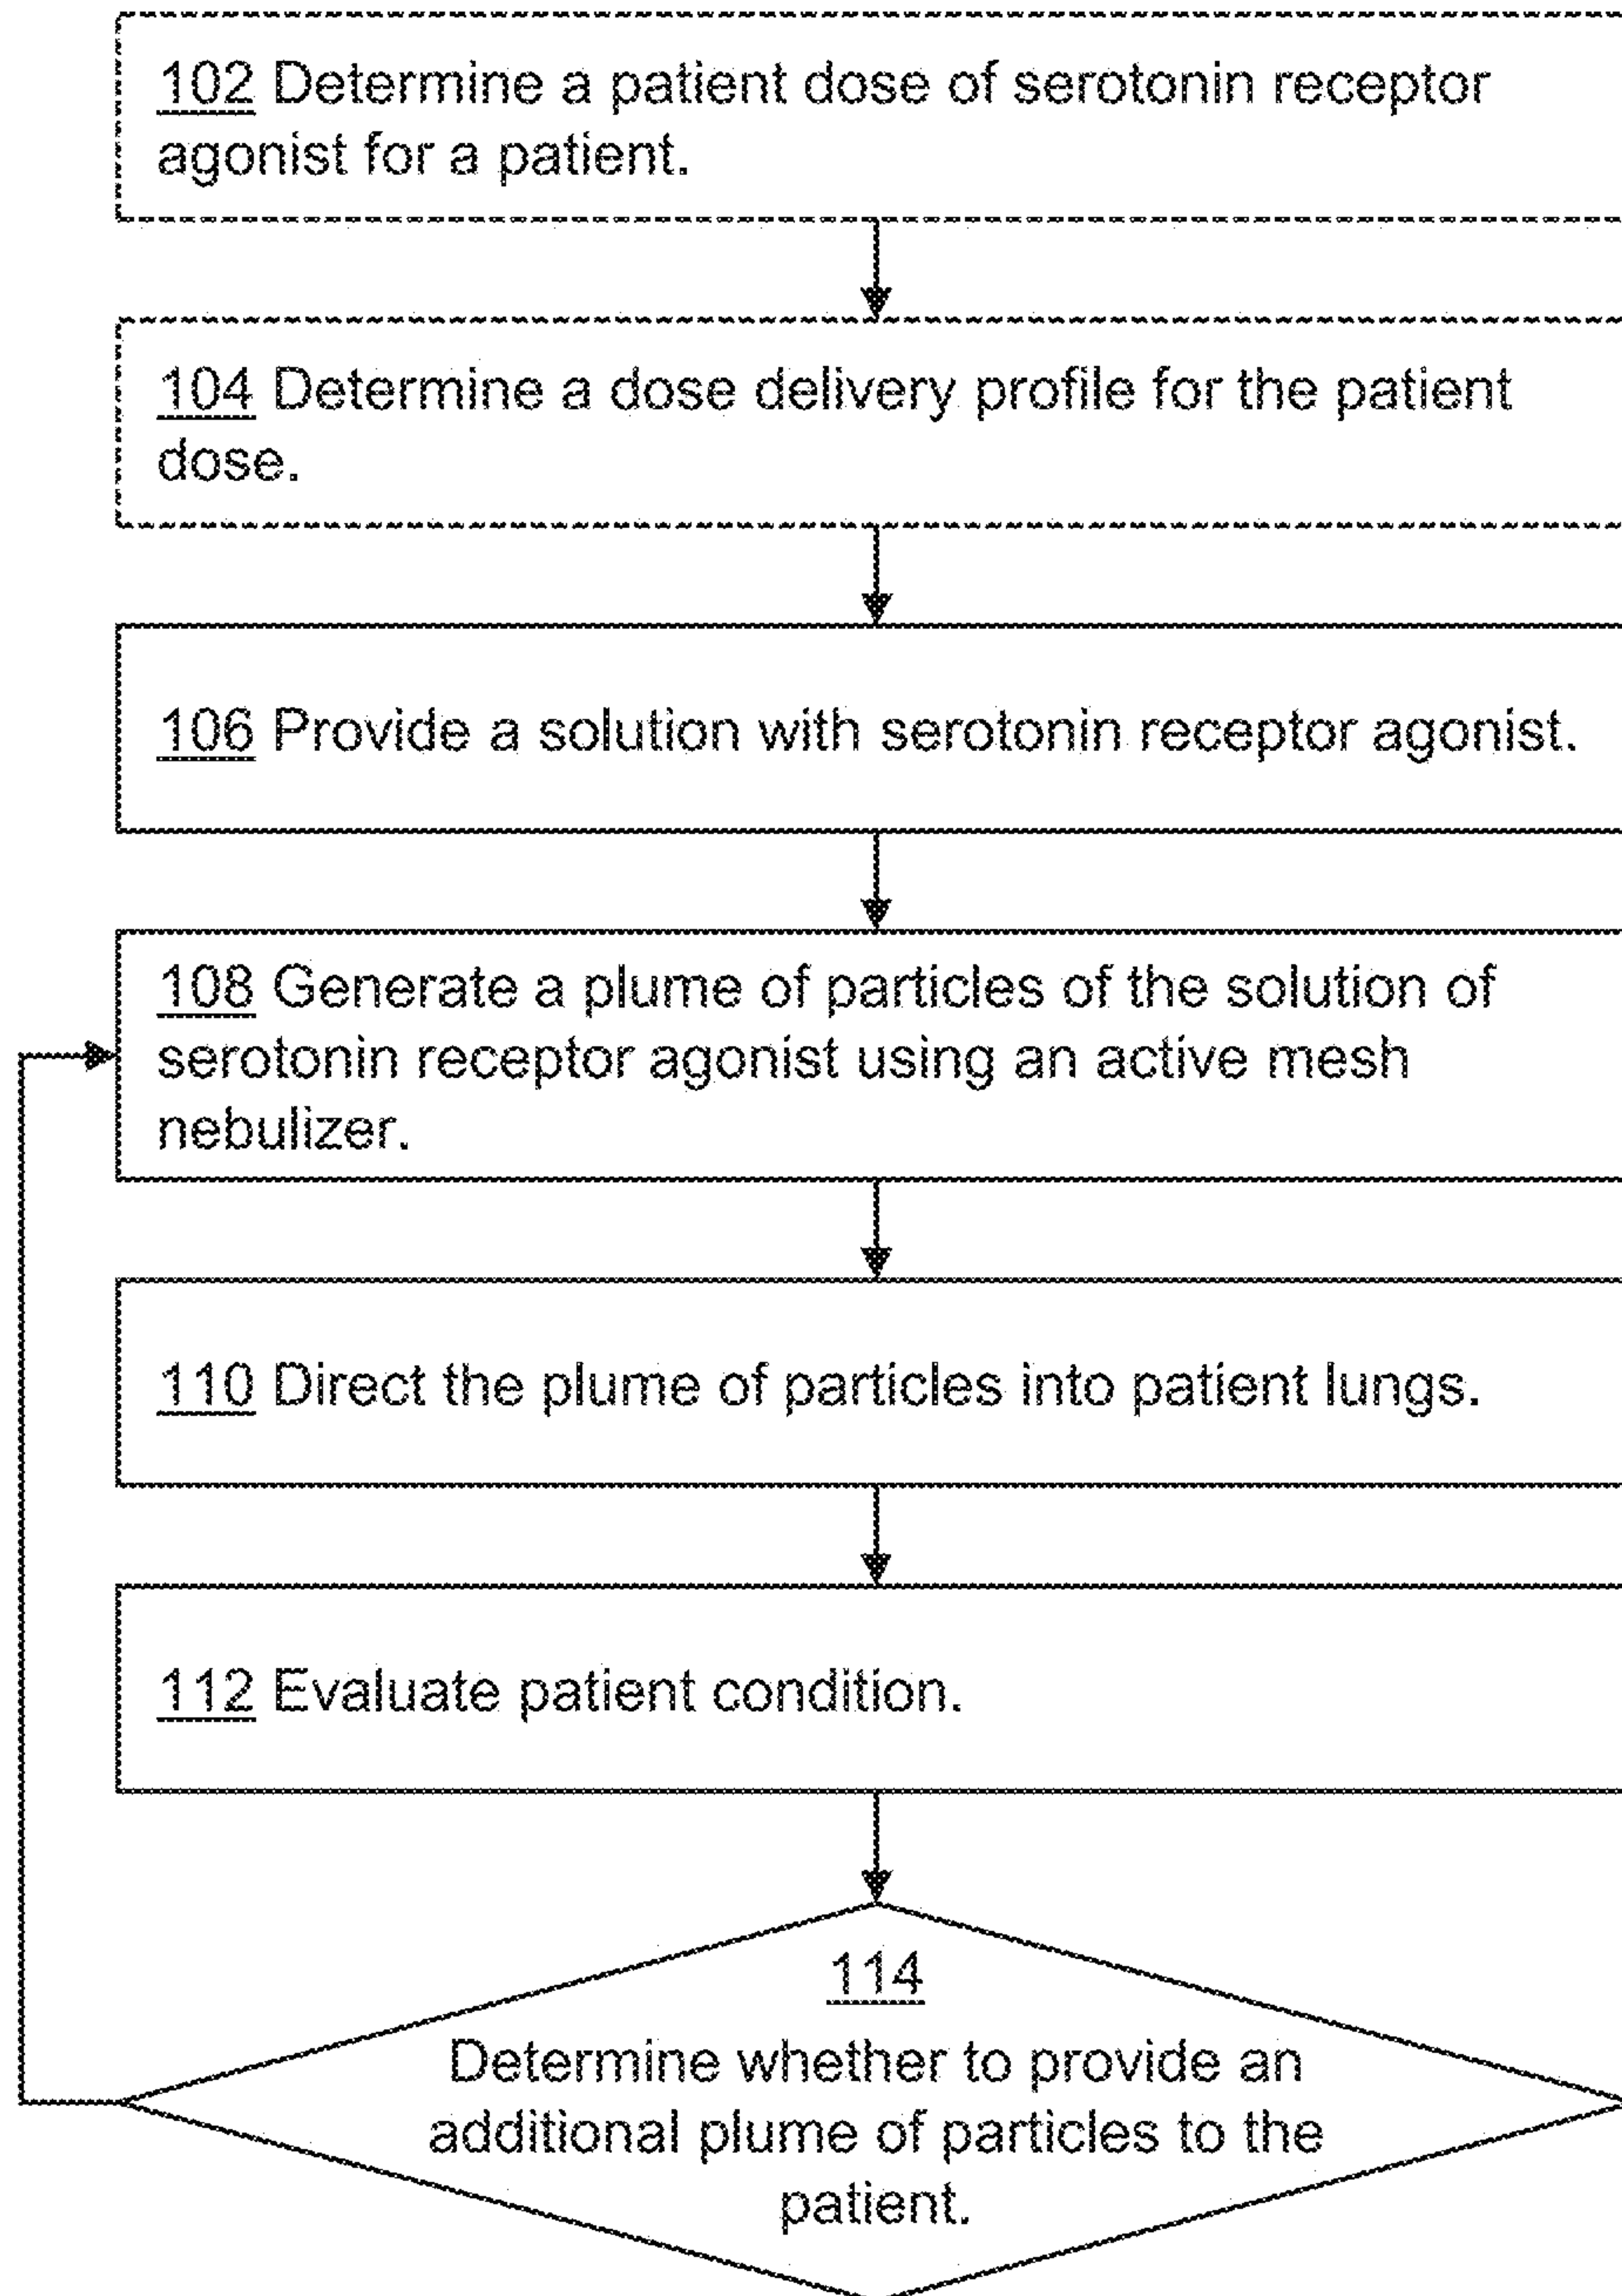 102 Determine a patient dose of serotonin receptor
agonist for a patient.
104 Determine a dose delivery profile for the patient
dose.
106 Provide a solution with serotonin receptor agonist.
108 Generate a plume of particles of the solution of
serotonin receptor agonist using an active mesh
nebulizer.
110 Direct the plume of particles into patient lungs.
112 Evaluate patient condition.
114
Determine whether to provide an
additional plume of particles to the
patient.